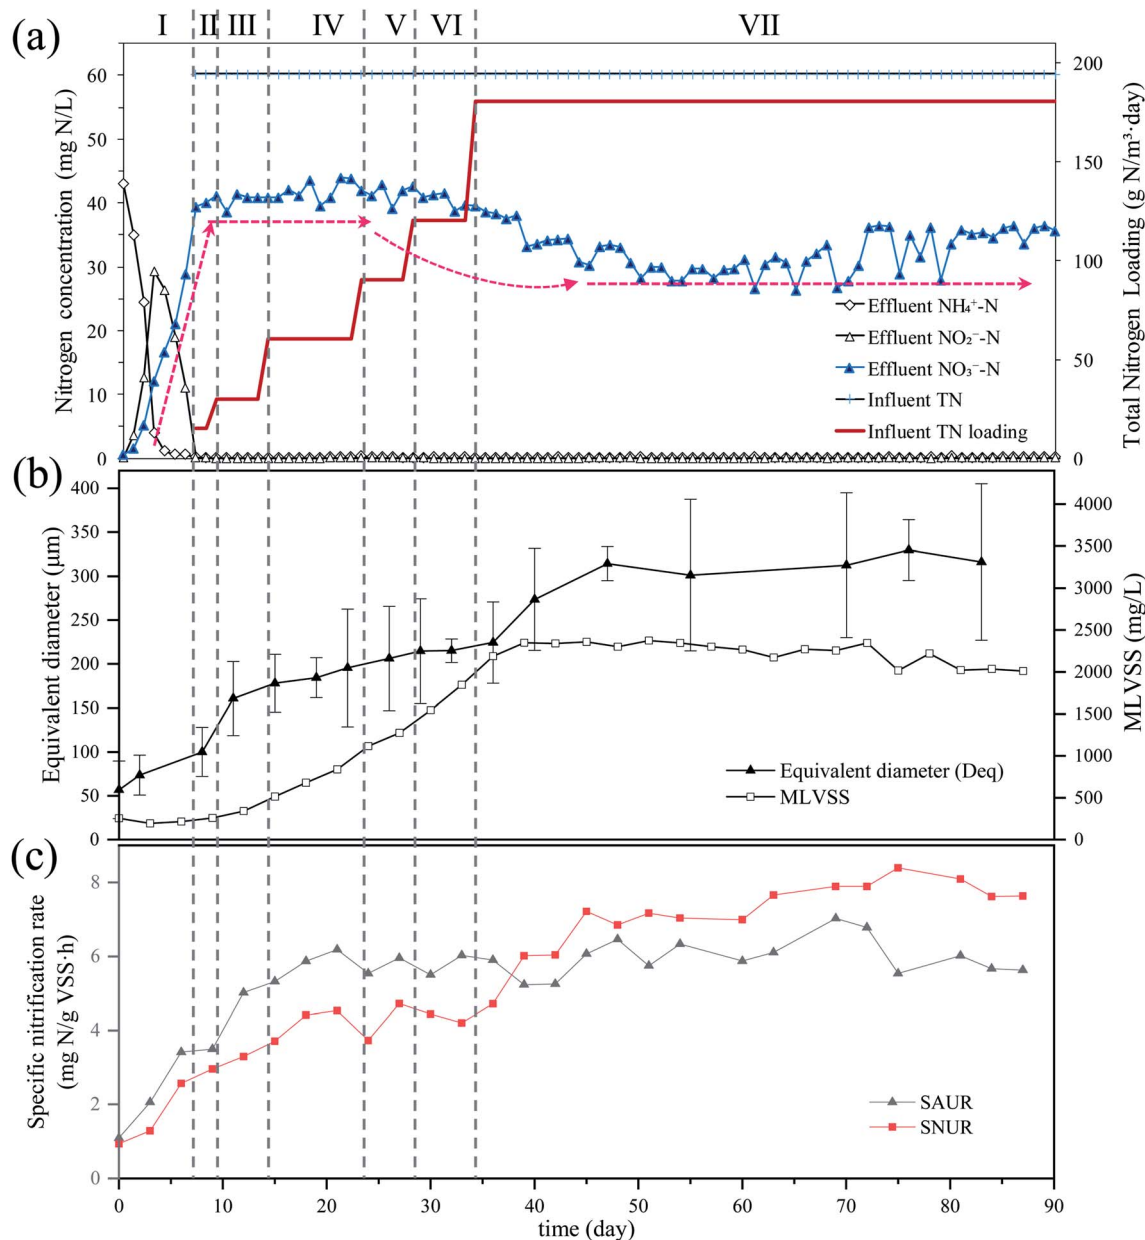 (a)
I II III IV V VI VII
Nitrogen concentration (mg N/L)
60
50
40
30
20
10
0
200
150
100
50
0
Total Nitrogen Loading (g N/m³·day)
Effluent NH₄⁺-N
Effluent NO₂⁻-N
Effluent NO₃⁻-N
Influent TN
Influent TN loading
(b)
Equivalent diameter (μm)
400
350
300
250
200
150
100
50
0
4000
3500
3000
2500
2000
1500
1000
500
0
MLVSS (mg/L)
Equivalent diameter (Deq)
MLVSS
(c)
Specific nitrification rate
(mg N/g VSS·h)
8
6
4
2
0
SAUR
SNUR
0 10 20 30 40 50 60 70 80 90
time (day)